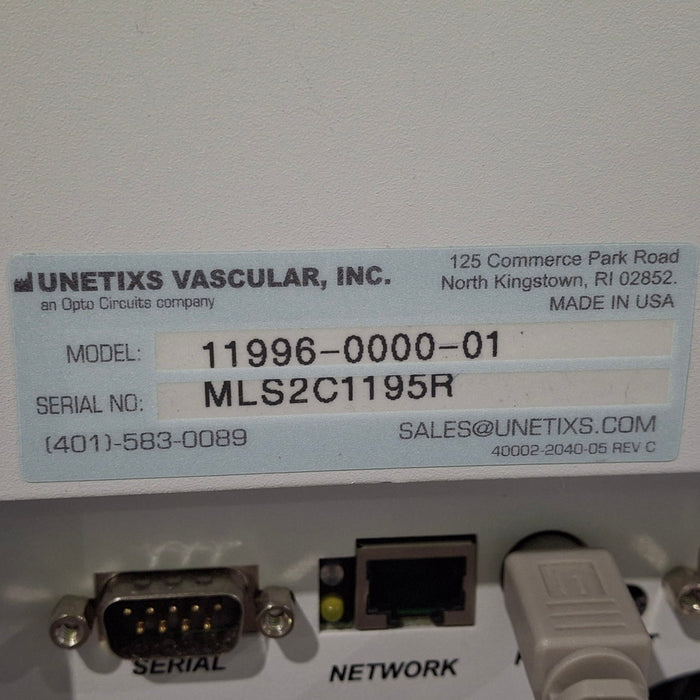 UNETIXS VASCULAR, INC.
an Opto Circuits company
125 Commerce Park Road
North Kingstown, RI 02852.
MADE IN USA
MODEL: 11996-0000-01
SERIAL NO: MLS2C1195R
(401)-583-0089
SALES@UNETIXS.COM
40002-2040-05 REV C
SERIAL
NETWORK